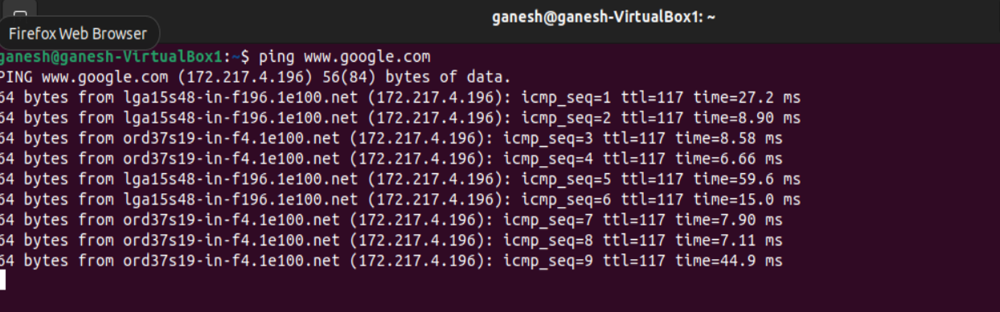 ganesh@ganesh-VirtualBox1: ~
Firefox Web Browser
ganesh@ganesh-VirtualBox1:~$ ping www.google.com
PING www.google.com (172.217.4.196) 56(84) bytes of data.
64 bytes from lga15s48-in-f196.1e100.net (172.217.4.196): icmp_seq=1 ttl=117 time=27.2 ms
64 bytes from lga15s48-in-f196.1e100.net (172.217.4.196): icmp_seq=2 ttl=117 time=8.90 ms
64 bytes from ord37s19-in-f4.1e100.net (172.217.4.196): icmp_seq=3 ttl=117 time=8.58 ms
64 bytes from ord37s19-in-f4.1e100.net (172.217.4.196): icmp_seq=4 ttl=117 time=6.66 ms
64 bytes from lga15s48-in-f196.1e100.net (172.217.4.196): icmp_seq=5 ttl=117 time=59.6 ms
64 bytes from lga15s48-in-f196.1e100.net (172.217.4.196): icmp_seq=6 ttl=117 time=15.0 ms
64 bytes from ord37s19-in-f4.1e100.net (172.217.4.196): icmp_seq=7 ttl=117 time=7.90 ms
64 bytes from ord37s19-in-f4.1e100.net (172.217.4.196): icmp_seq=8 ttl=117 time=7.11 ms
64 bytes from ord37s19-in-f4.1e100.net (172.217.4.196): icmp_seq=9 ttl=117 time=44.9 ms